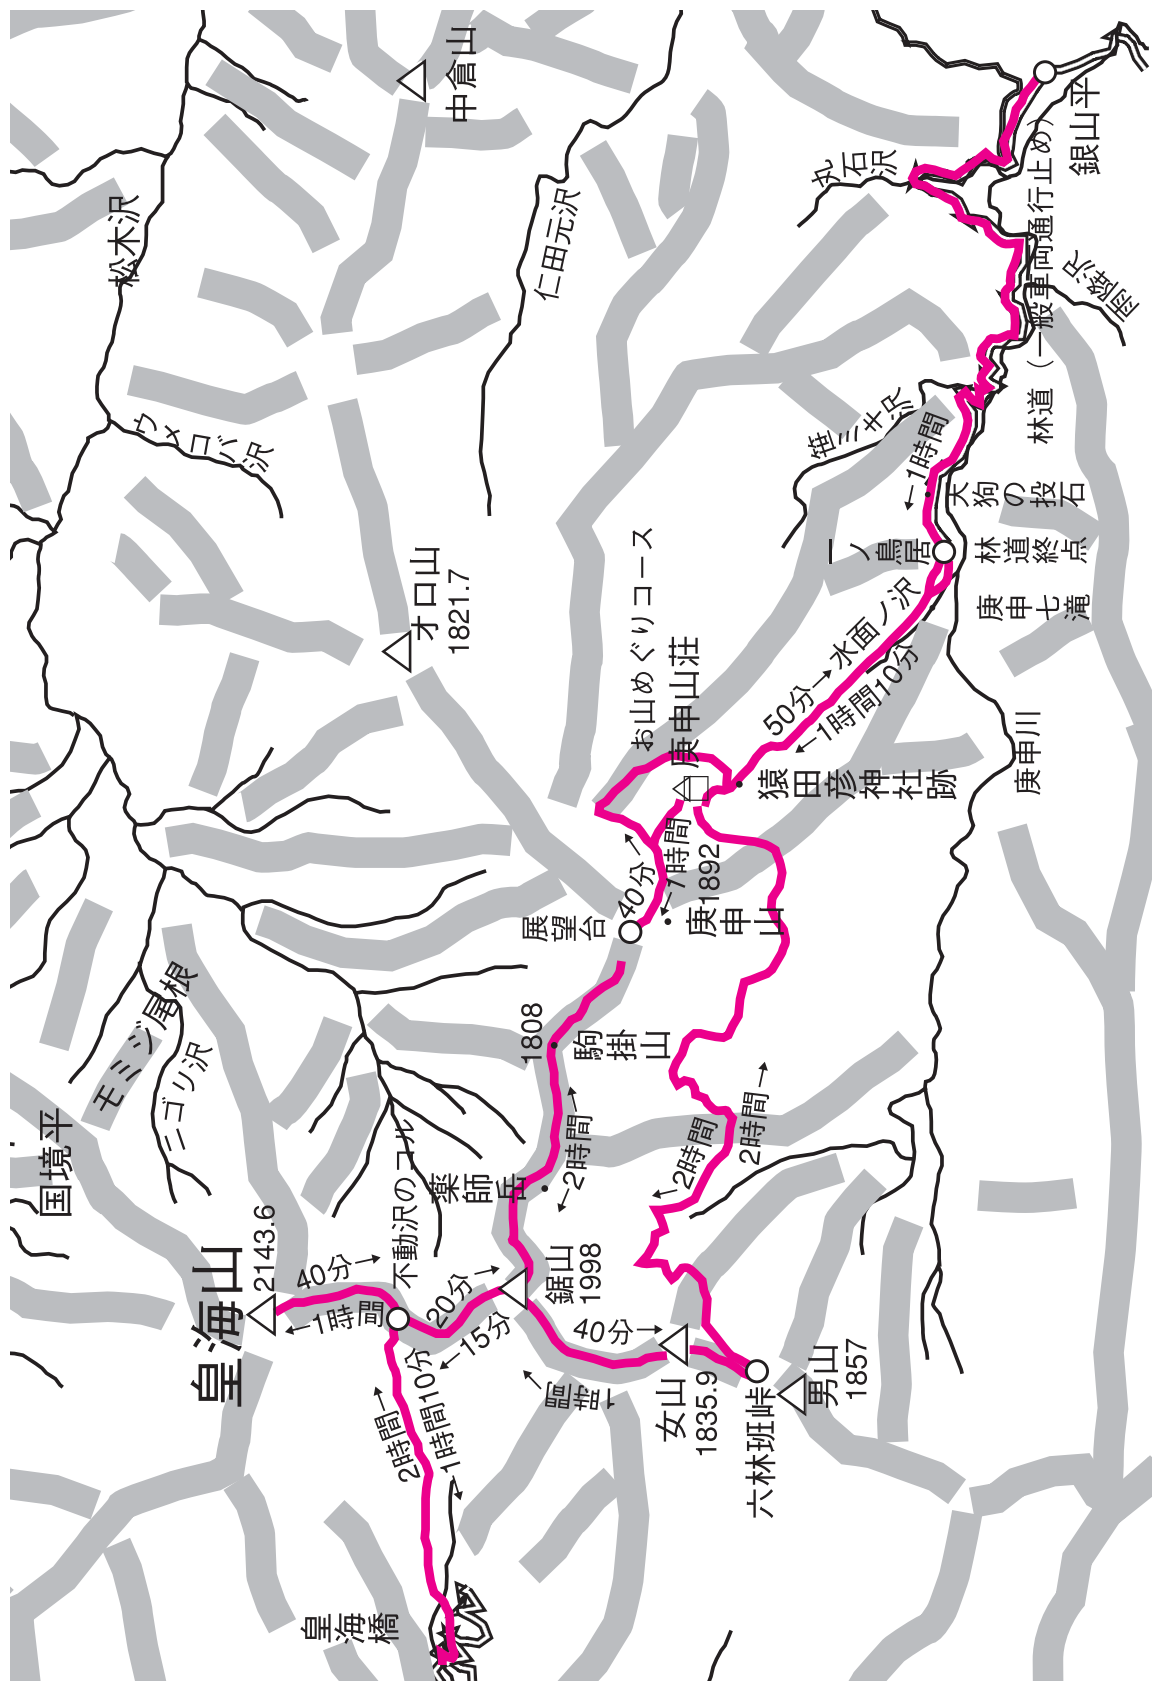 国境平
モミジ尾根
ニゴリ沢
松木沢
ウメコバ沢
中倉山
仁田元沢
オロ山
1821.7
皇海山
2143.6
40分→
←1時間
不動沢のコル
20分→
←15分
2時間→
1時間10分→
皇海橋
鋸山
1998
薬師岳
←2時間→
1808
駒掛山
展望台
40分→
←1時間
1892
庚申山
お山めぐりコース
庚申山荘
猿田彦神社跡
50分→
←1時間10分
水面ノ沢
一ノ鳥居
林道終点
庚申七滝
庚申川
天狗の投石
←1時間
笹ミキ沢
丸石沢
雨降沢
林道（一般車両通行止め）
銀山平
40分→
1時間→
女山
1835.9
六林班峠
男山
1857
←2時間
2時間→